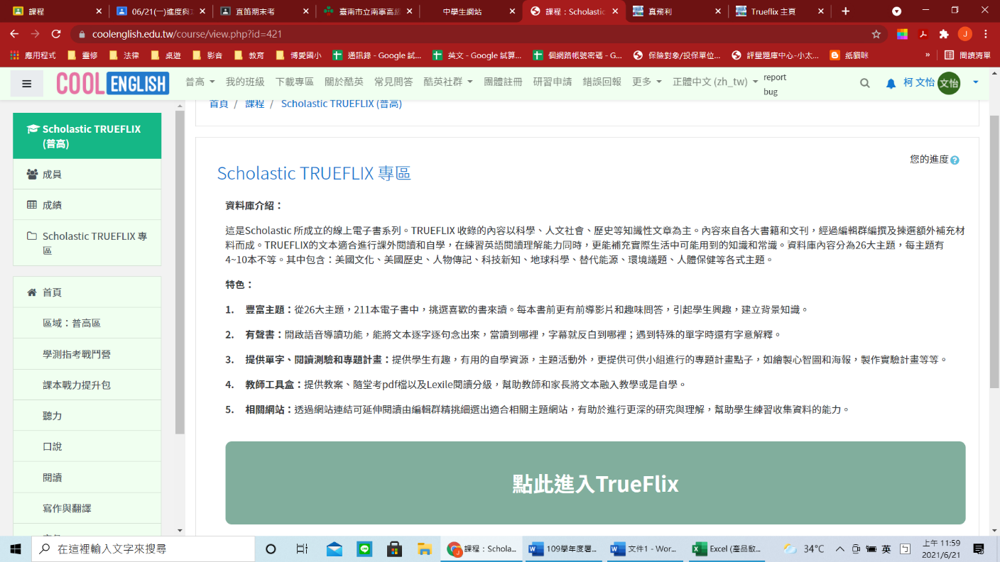 課程
06/21(一)進度與
直笛期末考
臺南市立南寧高
中學生網站
課程：Scholastic
真飛利
Trueflix 主頁
coolenglish.edu.tw/course/view.php?id=421
J
應用程式
靈修
法律
桌遊
影音
教育
博愛國小
通訊錄 - Google 試...
英文 - Google 試算...
個網路帳號密碼 - G...
保險對象/投保單位...
評量題庫中心-小太...
紙貓咪
»
閱讀清單
COOL ENGLISH
普高
我的班級
下載專區
關於酷英
常見問答
酷英社群
團體註冊
研習申請
錯誤回報
更多
正體中文 (zh_tw)
report
bug
柯 文怡
文怡
首頁 / 課程 / Scholastic TRUEFLIX (普高)
Scholastic TRUEFLIX
(普高)
成員
成績
Scholastic TRUEFLIX 專
區
首頁
區域：普高區
學測指考戰鬥營
課本戰力提升包
聽力
口說
閱讀
寫作與翻譯
您的進度
Scholastic TRUEFLIX 專區
資料庫介紹：
這是Scholastic 所成立的線上電子書系列。TRUEFLIX 收錄的內容以科學、人文社會、歷史等知識性文章為主。內容來自各大書籍和文刊，經過編輯群編撰及揀選額外補充材
料而成。TRUEFLIX的文本適合進行課外閱讀和自學，在練習英語閱讀理解能力同時，更能補充實際生活中可能用到的知識和常識。資料庫內容分為26大主題，每主題有
4~10本不等。其中包含：美國文化、美國歷史、人物傳記、科技新知、地球科學、替代能源、環境議題、人體保健等各式主題。
特色：
1. 豐富主題：從26大主題，211本電子書中，挑選喜歡的書來讀。每本書前更有前導影片和趣味問答，引起學生興趣，建立背景知識。
2. 有聲書：開啟語音導讀功能，能將文本逐字逐句念出來，當讀到哪裡，字幕就反白到哪裡；遇到特殊的單字時還有字意解釋。
3. 提供單字、閱讀測驗和專題計畫：提供學生有趣，有用的自學資源，主題活動外，更提供可供小組進行的專題計畫點子，如繪製心智圖和海報，製作實驗計畫等等。
4. 教師工具盒：提供教案、隨堂考pdf檔以及Lexile閱讀分級，幫助教師和家長將文本融入教學或是自學。
5. 相關網站：透過網站連結可延伸閱讀由編輯群精挑細選出適合相關主題網站，有助於進行更深的研究與理解，幫助學生練習收集資料的能力。
點此進入TrueFlix
在這裡輸入文字來搜尋
課程：Schola...
109學年度署...
文件1 - Wor...
Excel (產品啟...
34°C
英
上午 11:59
2021/6/21